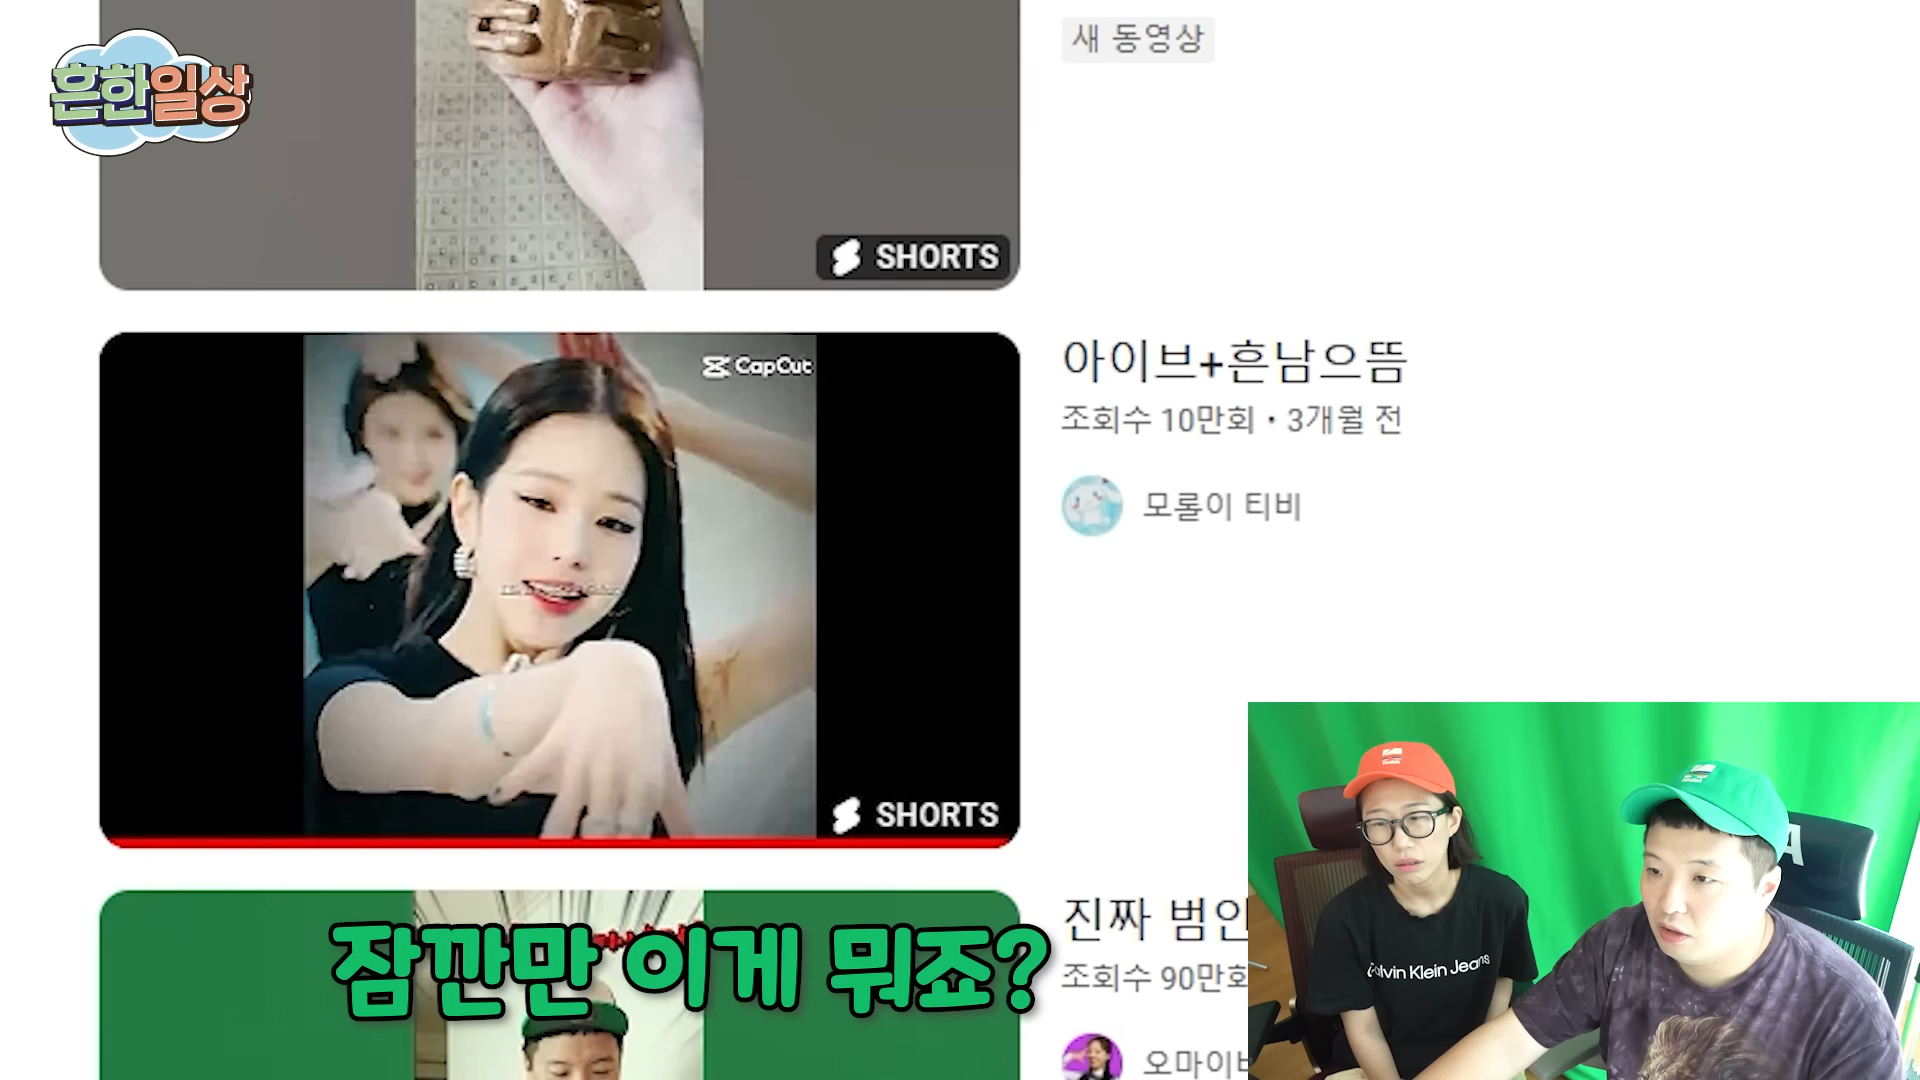 흔한일상
새 동영상
SHORTS
CapCut
아이브+흔남으뜸
조회수 10만회 • 3개월 전
모롤이 티비
SHORTS
진짜 범인
조회수 90만회
잠깐만 이게 뭐죠?
Calvin Klein Jeans
오마이비